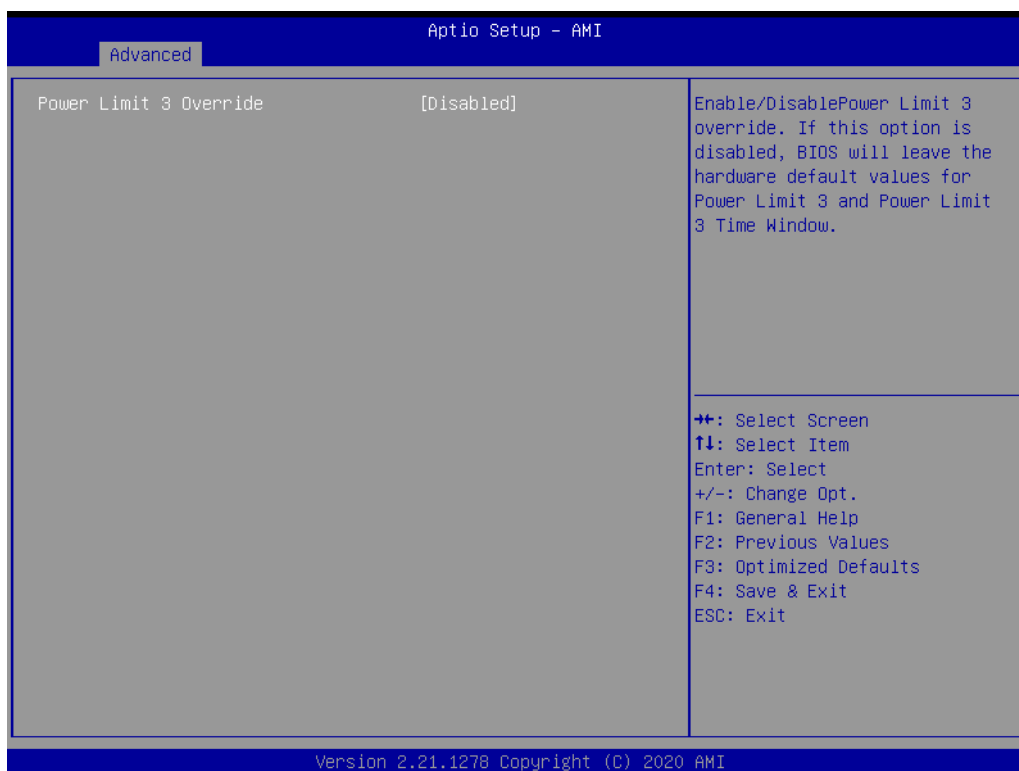 Aptio Setup – AMI
Advanced
Power Limit 3 Override [Disabled]
Enable/DisablePower Limit 3
override. If this option is
disabled, BIOS will leave the
hardware default values for
Power Limit 3 and Power Limit
3 Time Window.
→←: Select Screen
↑↓: Select Item
Enter: Select
+/-: Change Opt.
F1: General Help
F2: Previous Values
F3: Optimized Defaults
F4: Save & Exit
ESC: Exit
Version 2.21.1278 Copyright (C) 2020 AMI